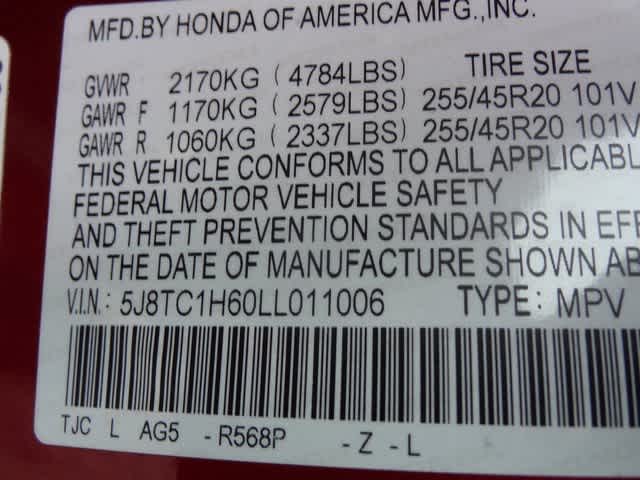 MFD.BY HONDA OF AMERICA MFG.,INC.
GVWR 2170KG ( 4784LBS) TIRE SIZE
GAWR F 1170KG ( 2579LBS) 255/45R20 101V
GAWR R 1060KG ( 2337LBS) 255/45R20 101V
THIS VEHICLE CONFORMS TO ALL APPLICABL
FEDERAL MOTOR VEHICLE SAFETY
AND THEFT PREVENTION STANDARDS IN EFF
ON THE DATE OF MANUFACTURE SHOWN AB
V.I.N.: 5J8TC1H60LL011006 TYPE: MPV
TJC L AG5 -R568P -Z -L